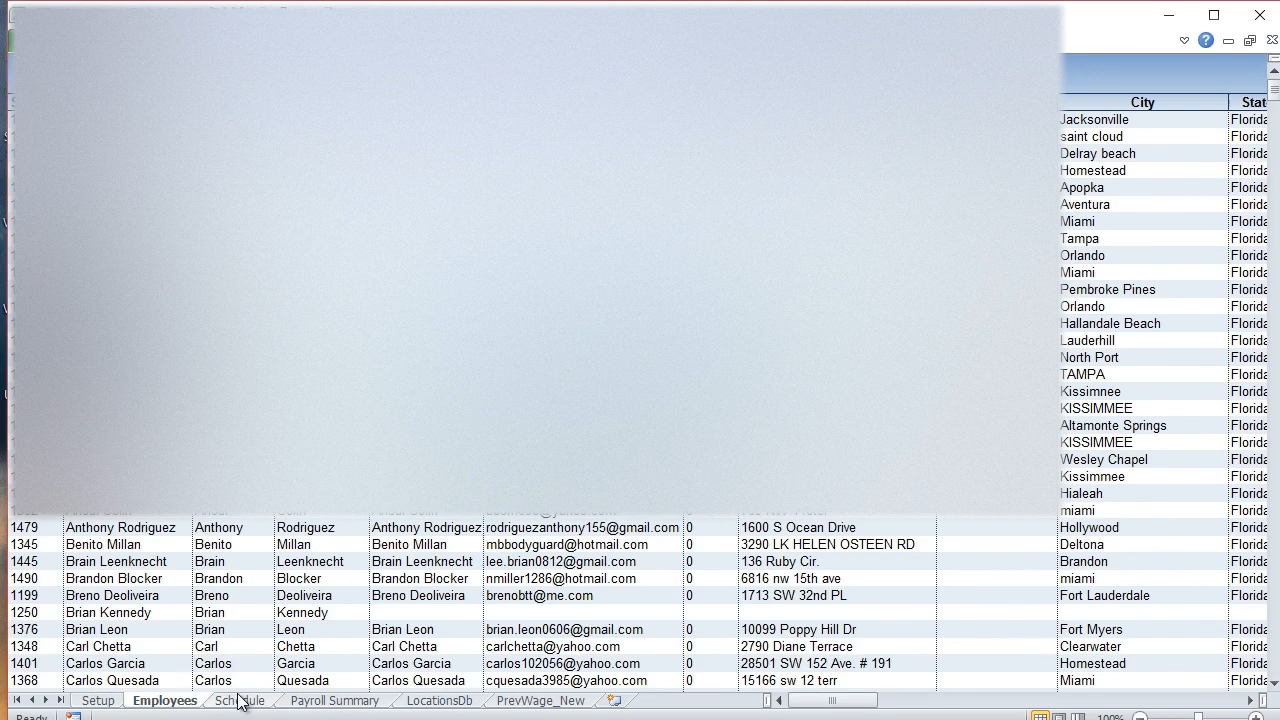 City State
Jacksonville Florida
saint cloud Florida
Delray beach Florida
Homestead Florida
Apopka Florida
Aventura Florida
Miami Florida
Tampa Florida
Orlando Florida
Miami Florida
Pembroke Pines Florida
Orlando Florida
Hallandale Beach Florida
Lauderhill Florida
North Port Florida
TAMPA Florida
Kissimnee Florida
KISSIMMEE Florida
Altamonte Springs Florida
KISSIMMEE Florida
Wesley Chapel Florida
Kissimmee Florida
Hialeah Florida
miami Florida
1479 Anthony Rodriguez Anthony Rodriguez Anthony Rodriguez rodriguezanthony155@gmail.com 0 1600 S Ocean Drive Hollywood Florida
1345 Benito Millan Benito Millan Benito Millan mbbodyguard@hotmail.com 0 3290 LK HELEN OSTEEN RD Deltona Florida
1445 Brain Leenknecht Brain Leenknecht Brain Leenknecht lee.brian0812@gmail.com 0 136 Ruby Cir. Brandon Florida
1490 Brandon Blocker Brandon Blocker Brandon Blocker nmiller1286@hotmail.com 0 6816 nw 15th ave miami Florida
1199 Breno Deoliveira Breno Deoliveira Breno Deoliveira brenobtt@me.com 0 1713 SW 32nd PL Fort Lauderdale Florida
1250 Brian Kennedy Brian Kennedy
1376 Brian Leon Brian Leon Brian Leon brian.leon0606@gmail.com 0 10099 Poppy Hill Dr Fort Myers Florida
1348 Carl Chetta Carl Chetta Carl Chetta carlchetta@yahoo.com 0 2790 Diane Terrace Clearwater Florida
1401 Carlos Garcia Carlos Garcia Carlos Garcia carlos102056@yahoo.com 0 28501 SW 152 Ave. # 191 Homestead Florida
1368 Carlos Quesada Carlos Quesada Carlos Quesada cquesada3985@yahoo.com 0 15166 sw 12 terr Miami Florida
Setup Employees Schedule Payroll Summary LocationsDb PrevWage_New
Ready 100%